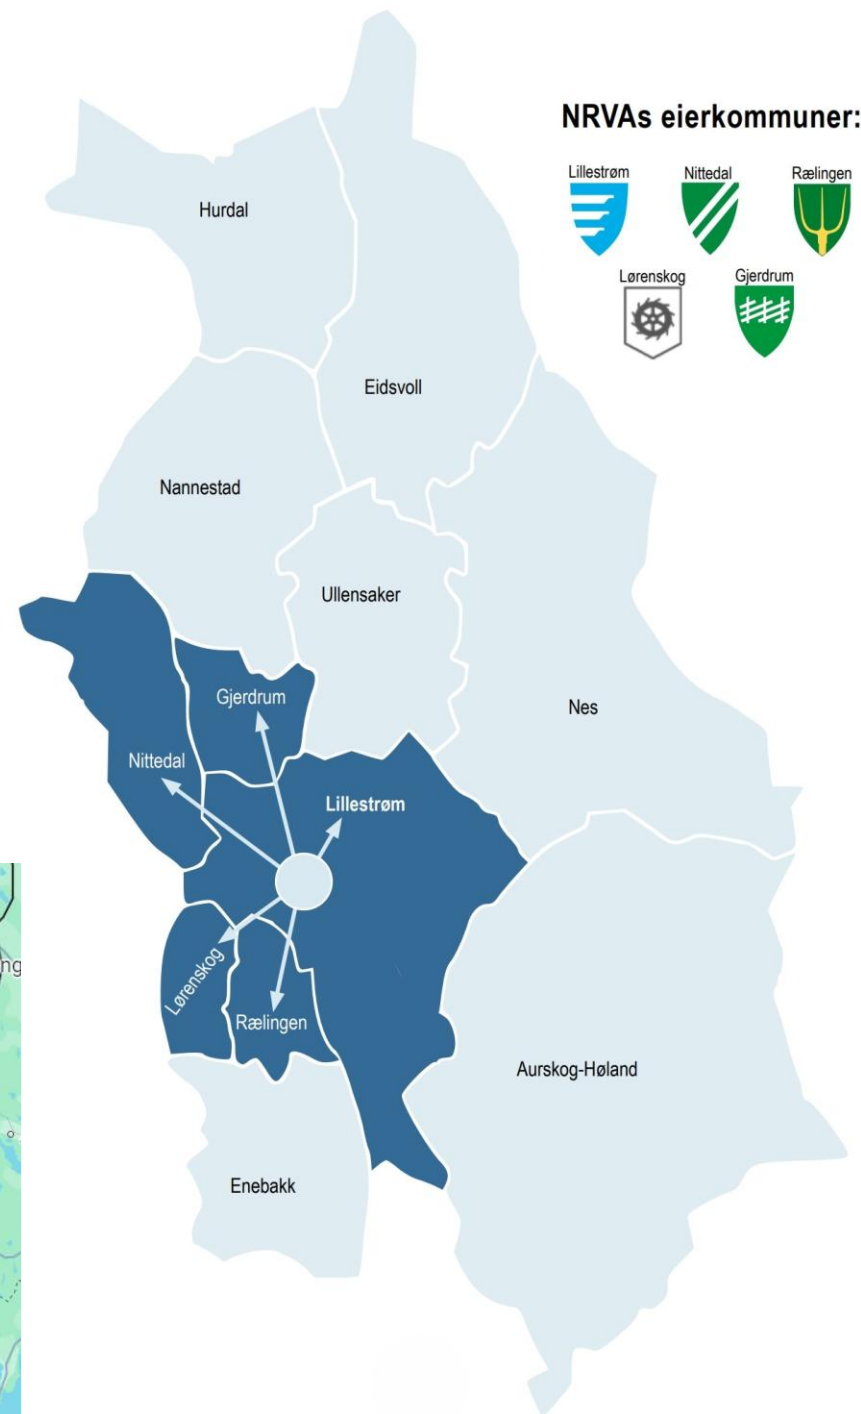 NRVAs eierkommuner:
Lillestrøm
Nittedal
Rælingen
Lørenskog
Gjerdrum
Hurdal
Eidsvoll
Nannestad
Ullensaker
Gjerdrum
Nes
Nittedal
Lillestrøm
ng
Lørenskog
Rælingen
Aurskog-Høland
Enebakk